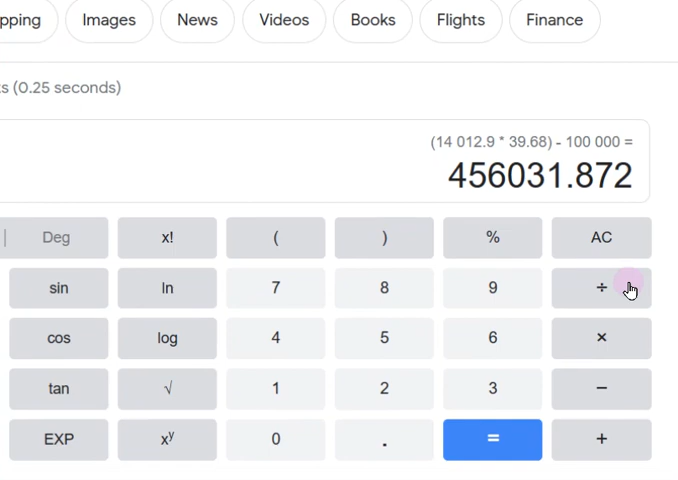 pping Images News Videos Books Flights Finance
s (0.25 seconds)
(14 012.9 * 39.68) - 100 000 =
456031.872
| Deg x! ( ) % AC
sin ln 7 8 9 ÷
cos log 4 5 6 ×
tan √ 1 2 3 −
EXP xʸ 0 . = +